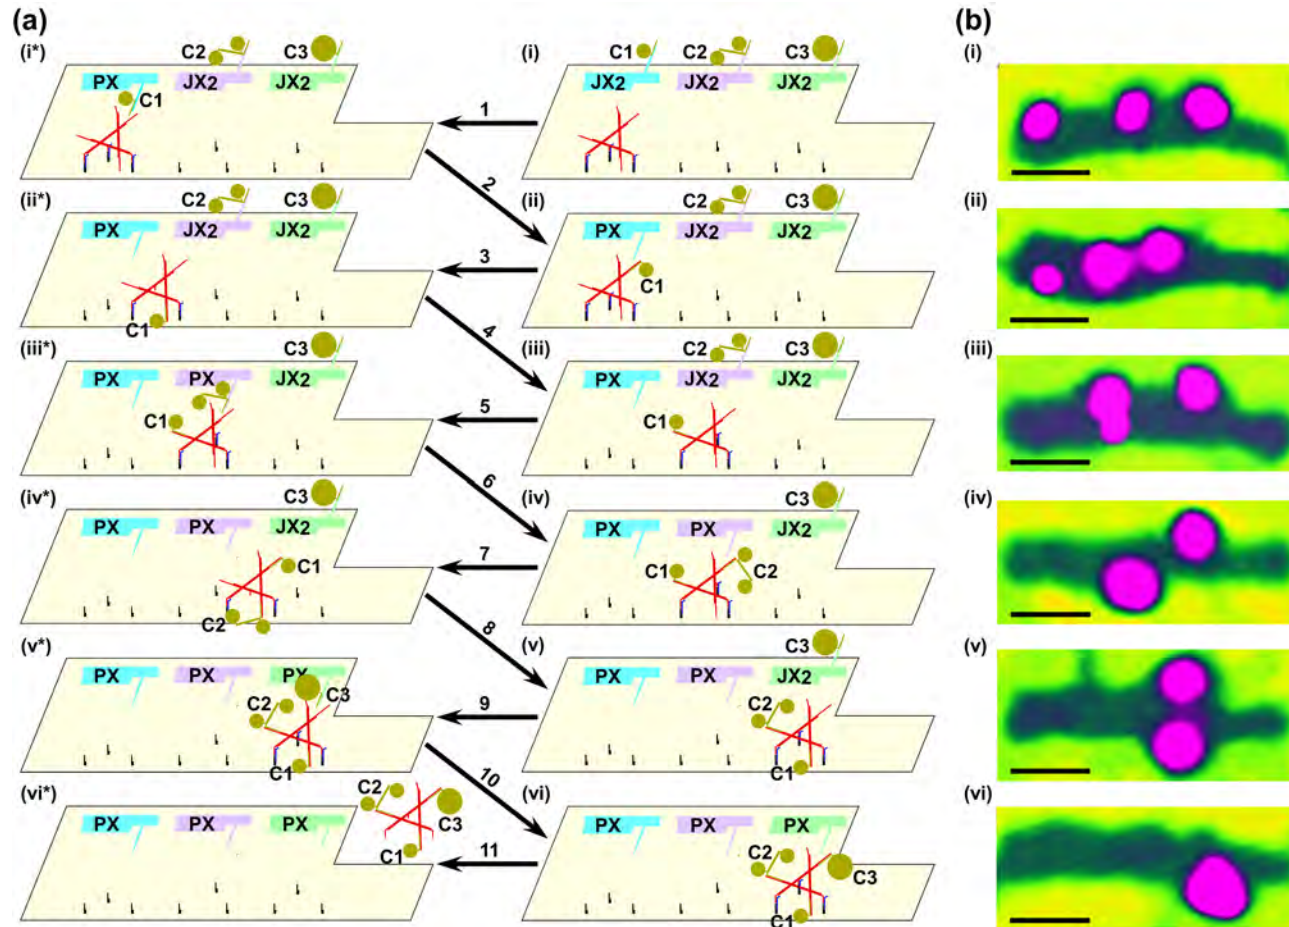 (a)
(b)
(i*)
C2
C3
PX
JX2
JX2
C1
1
(i)
C1
C2
C3
JX2
JX2
JX2
(i)
2
(ii*)
C2
C3
PX
JX2
JX2
C1
3
(ii)
C2
C3
PX
JX2
JX2
C1
(ii)
4
(iii*)
C3
PX
PX
JX2
C1
5
(iii)
C2
C3
PX
JX2
JX2
C1
(iii)
6
(iv*)
C3
PX
PX
JX2
C1
C2
7
(iv)
C3
PX
PX
JX2
C1
C2
(iv)
8
(v*)
PX
PX
PX
C2
C3
C1
9
(v)
C3
PX
PX
JX2
C2
C1
(v)
10
(vi*)
PX
PX
PX
C2
C3
C1
11
(vi)
PX
PX
PX
C2
C3
C1
(vi)